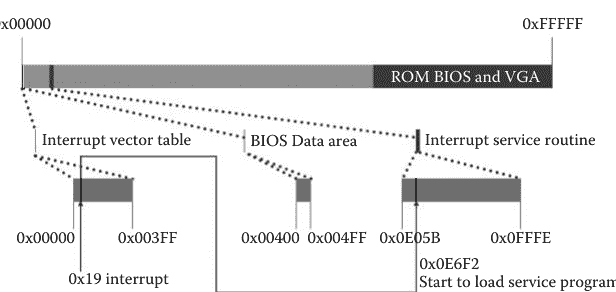 x00000 0xFFFFF
ROM BIOS and VGA
Interrupt vector table BIOS Data area Interrupt service routine
0x00000 0x003FF 0x00400 0x004FF 0x0E05B 0x0FFFE
0x19 interrupt
0x0E6F2
Start to load service program